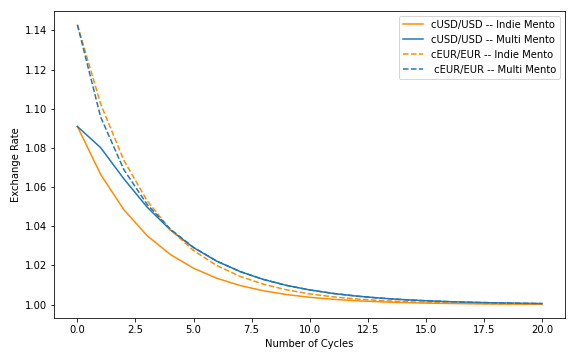 1.14
1.12
1.10
1.08
1.06
1.04
1.02
1.00
Exchange Rate
cUSD/USD -- Indie Mento
cUSD/USD -- Multi Mento
cEUR/EUR -- Indie Mento
cEUR/EUR -- Multi Mento
0.0 2.5 5.0 7.5 10.0 12.5 15.0 17.5 20.0
Number of Cycles